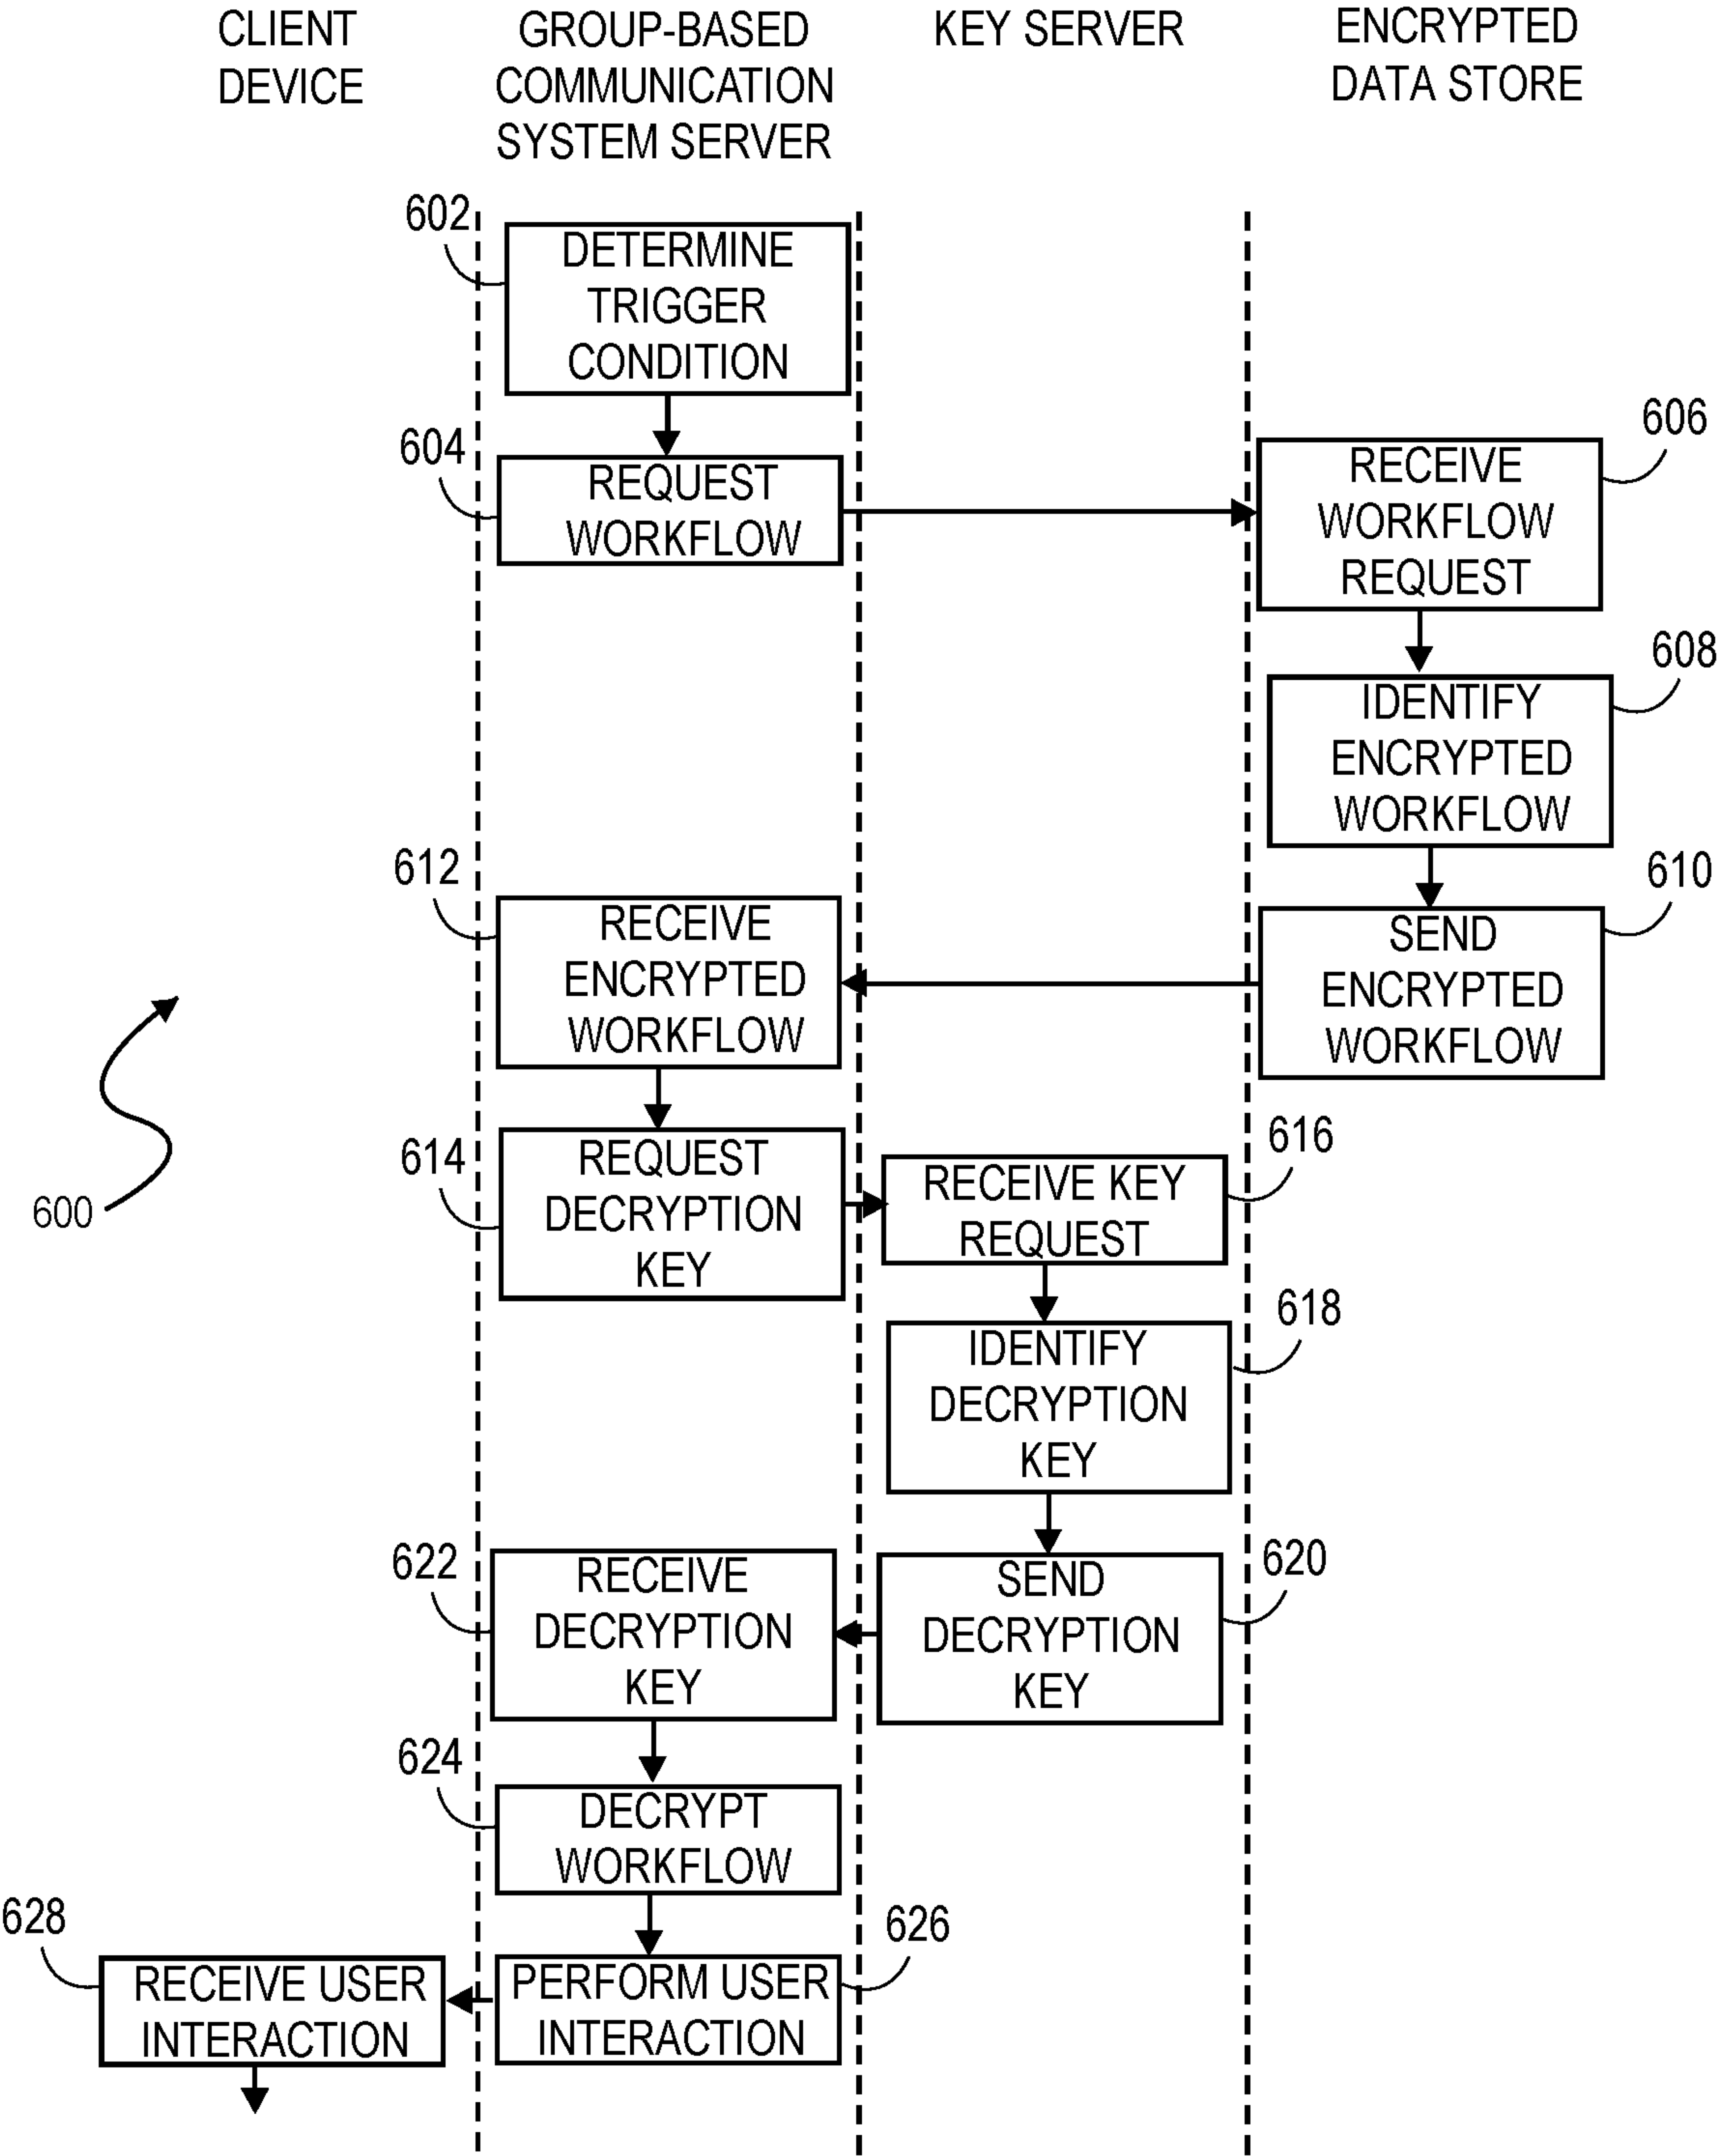 CLIENT
DEVICE
GROUP-BASED
COMMUNICATION
SYSTEM SERVER
KEY SERVER
ENCRYPTED
DATA STORE
602
DETERMINE
TRIGGER
CONDITION
604
REQUEST
WORKFLOW
606
RECEIVE
WORKFLOW
REQUEST
608
IDENTIFY
ENCRYPTED
WORKFLOW
610
SEND
ENCRYPTED
WORKFLOW
612
RECEIVE
ENCRYPTED
WORKFLOW
600
614
REQUEST
DECRYPTION
KEY
616
RECEIVE KEY
REQUEST
618
IDENTIFY
DECRYPTION
KEY
620
SEND
DECRYPTION
KEY
622
RECEIVE
DECRYPTION
KEY
624
DECRYPT
WORKFLOW
626
PERFORM USER
INTERACTION
628
RECEIVE USER
INTERACTION